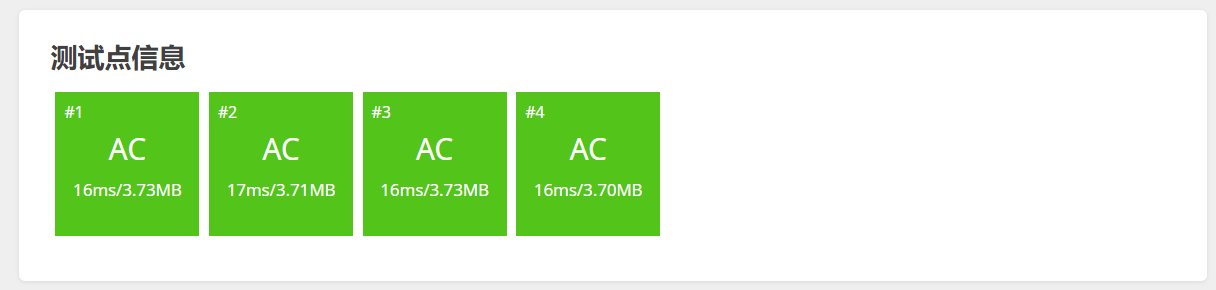 测试点信息
#1
AC
16ms/3.73MB
#2
AC
17ms/3.71MB
#3
AC
16ms/3.73MB
#4
AC
16ms/3.70MB